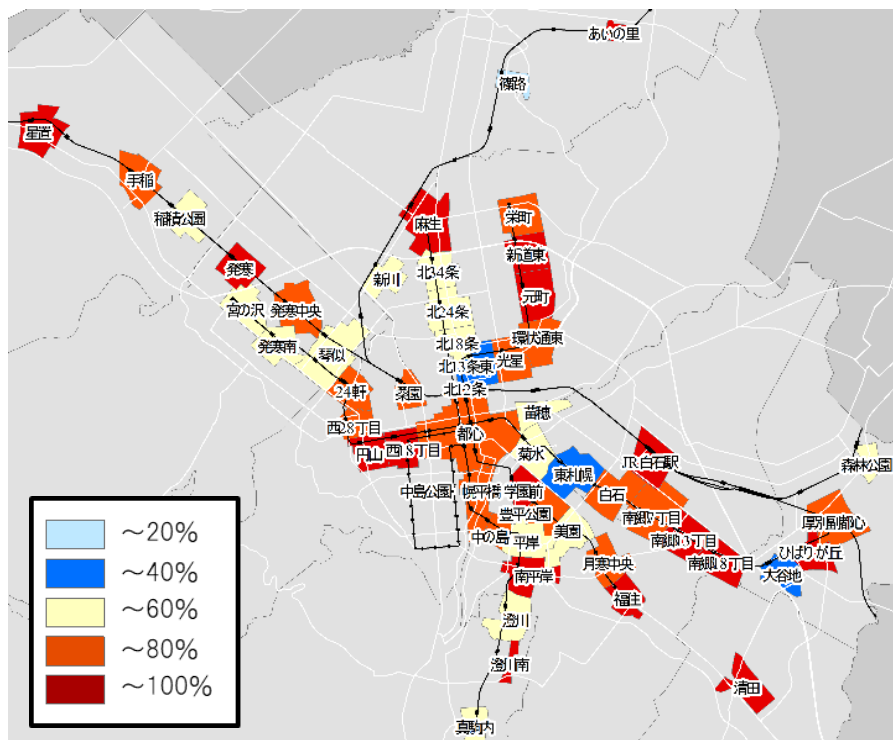 あいの里
篠路
星置
手稲
稲積公園
麻生
栄町
新道東
発寒
新川
北34条
元町
宮の沢
発寒中央
北24条
発寒南
琴似
北18条
環状通東
北13条東
光星
24軒
桑園
北12条
西28丁目
苗穂
円山
西18丁目
都心
菊水
JR白石駅
森林公園
東札幌
中島公園
幌平橋
学園前
白石
豊平公園
南郷7丁目
厚別副都心
中の島
平岸
美園
南郷13丁目
ひばりが丘
月寒中央
南郷18丁目
大谷地
南平岸
福住
澄川
澄川南
清田
真駒内
～20%
～40%
～60%
～80%
～100%